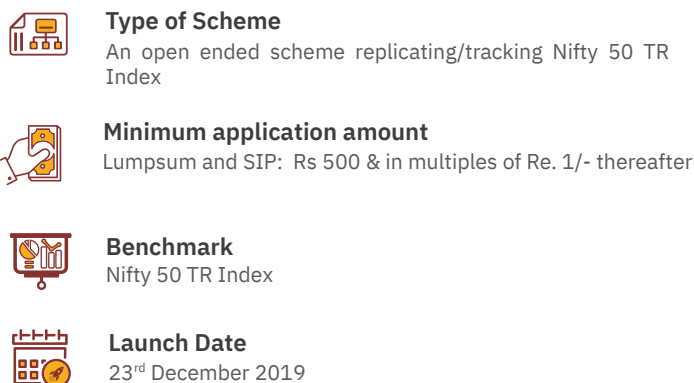 Type of Scheme
An open ended scheme replicating/tracking Nifty 50 TR
Index
Minimum application amount
Lumpsum and SIP: Rs 500 & in multiples of Re. 1/- thereafter
Benchmark
Nifty 50 TR Index
Launch Date
23rd December 2019